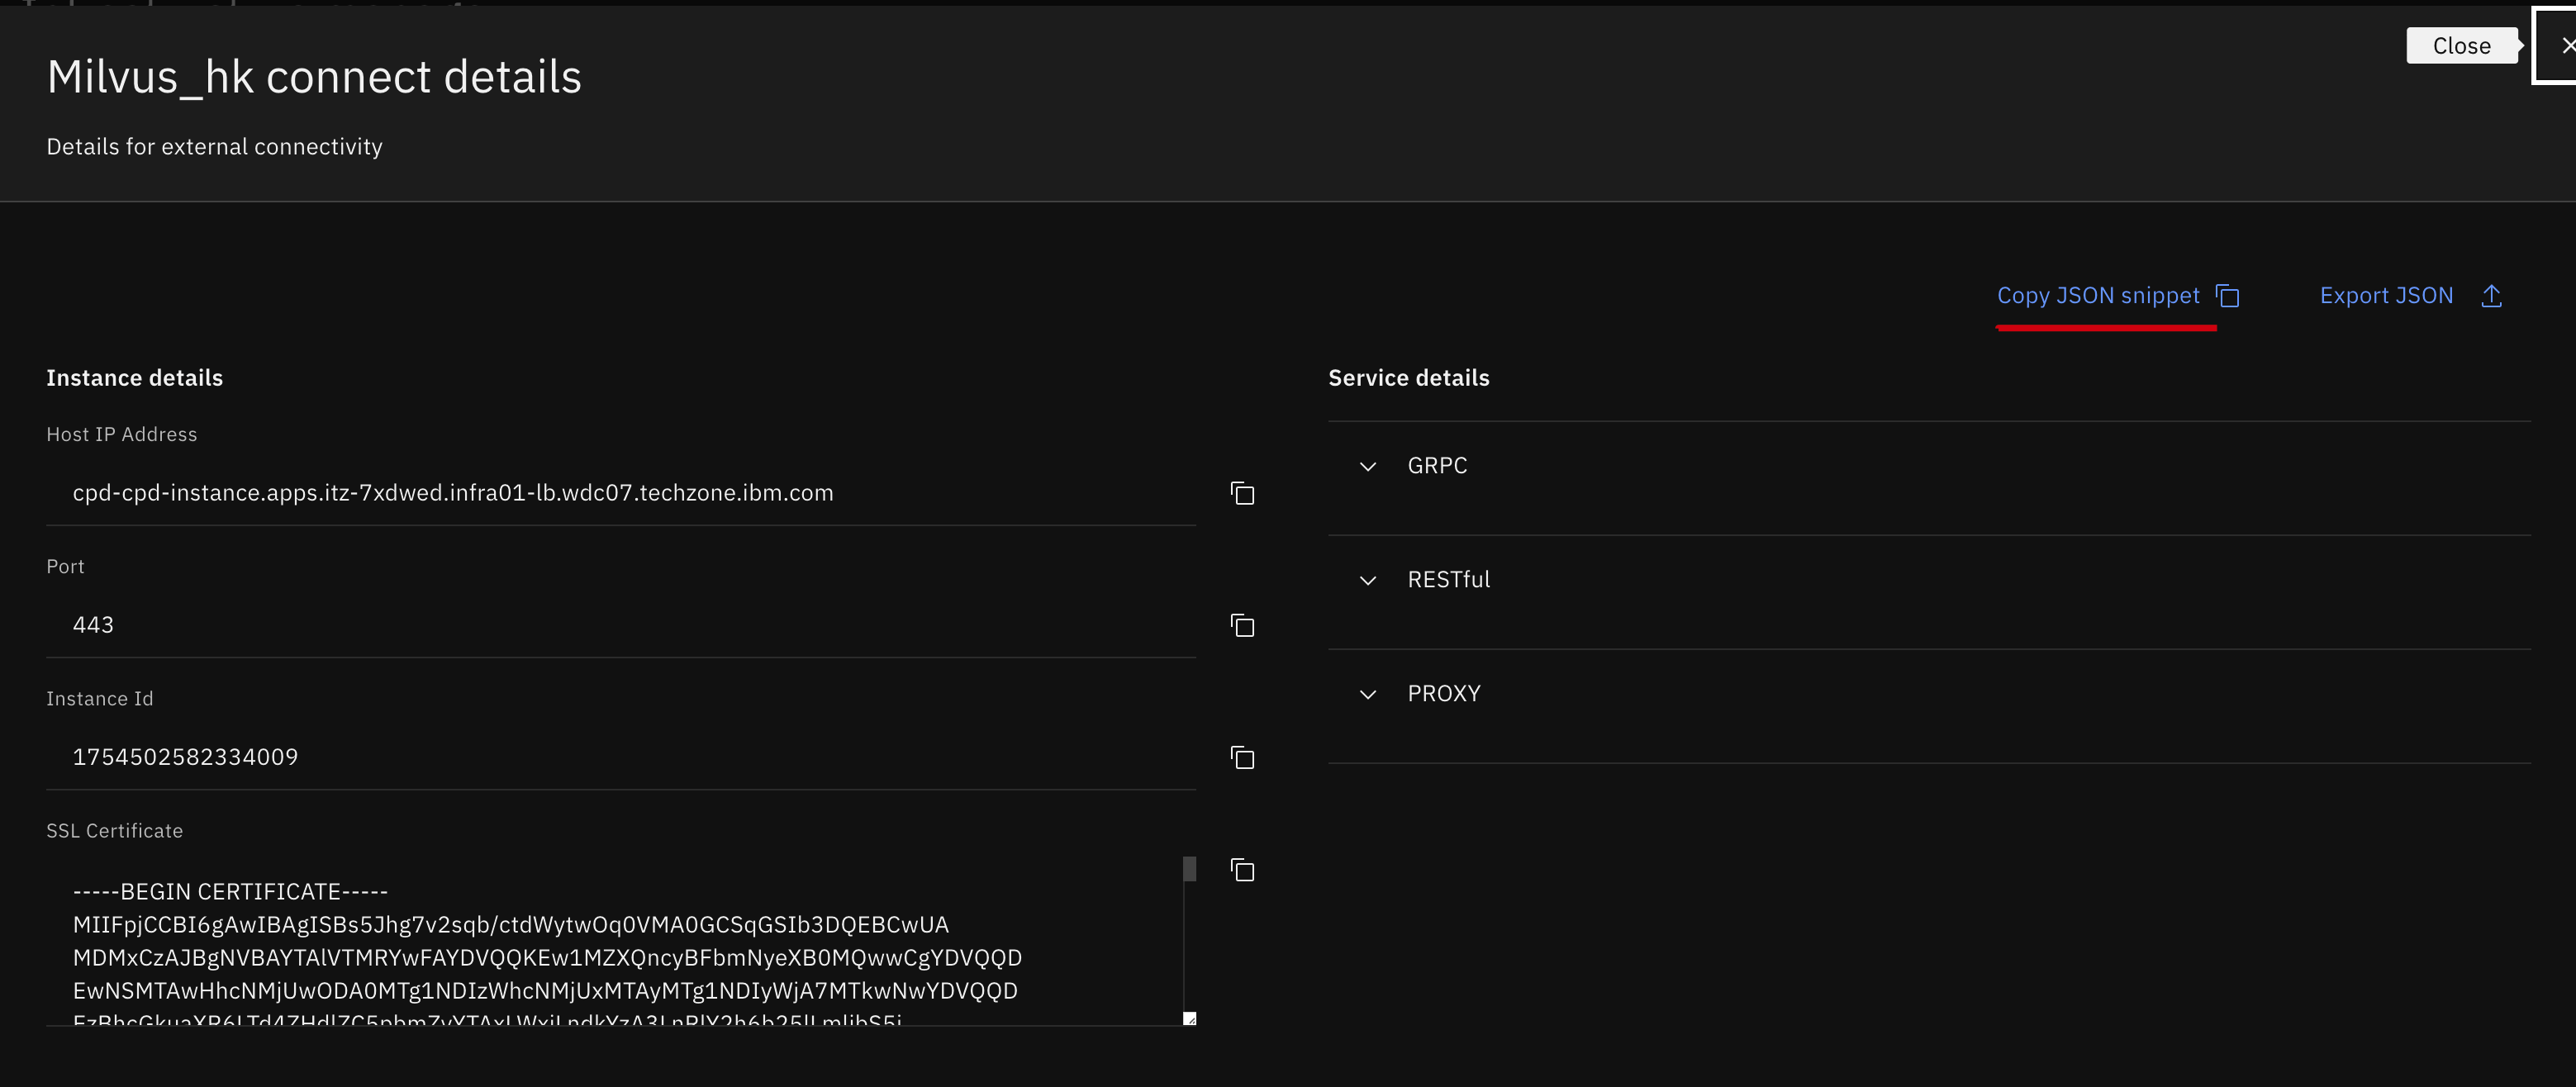 Close
Milvus_hk connect details
Details for external connectivity
Copy JSON snippet
Export JSON
Instance details
Host IP Address
cpd-cpd-instance.apps.itz-7xdwed.infra01-lb.wdc07.techzone.ibm.com
Port
443
Instance Id
1754502582334009
SSL Certificate
-----BEGIN CERTIFICATE-----
MIIFpjCCBI6gAwIBAgISBs5Jhg7v2sqb/ctdWytwOq0VMA0GCSqGSIb3DQEBCwUA
MDMxCzAJBgNVBAYTAlVTMRYwFAYDVQQKEw1MZXQncyBFbmNyeXB0MQwwCgYDVQQD
EwNSMTAwHhcNMjUwODA0MTg1NDIzWhcNMjUxMTAyMTg1NDIyWjA7MTkwNwYDVQQD
Service details
GRPC
RESTful
PROXY